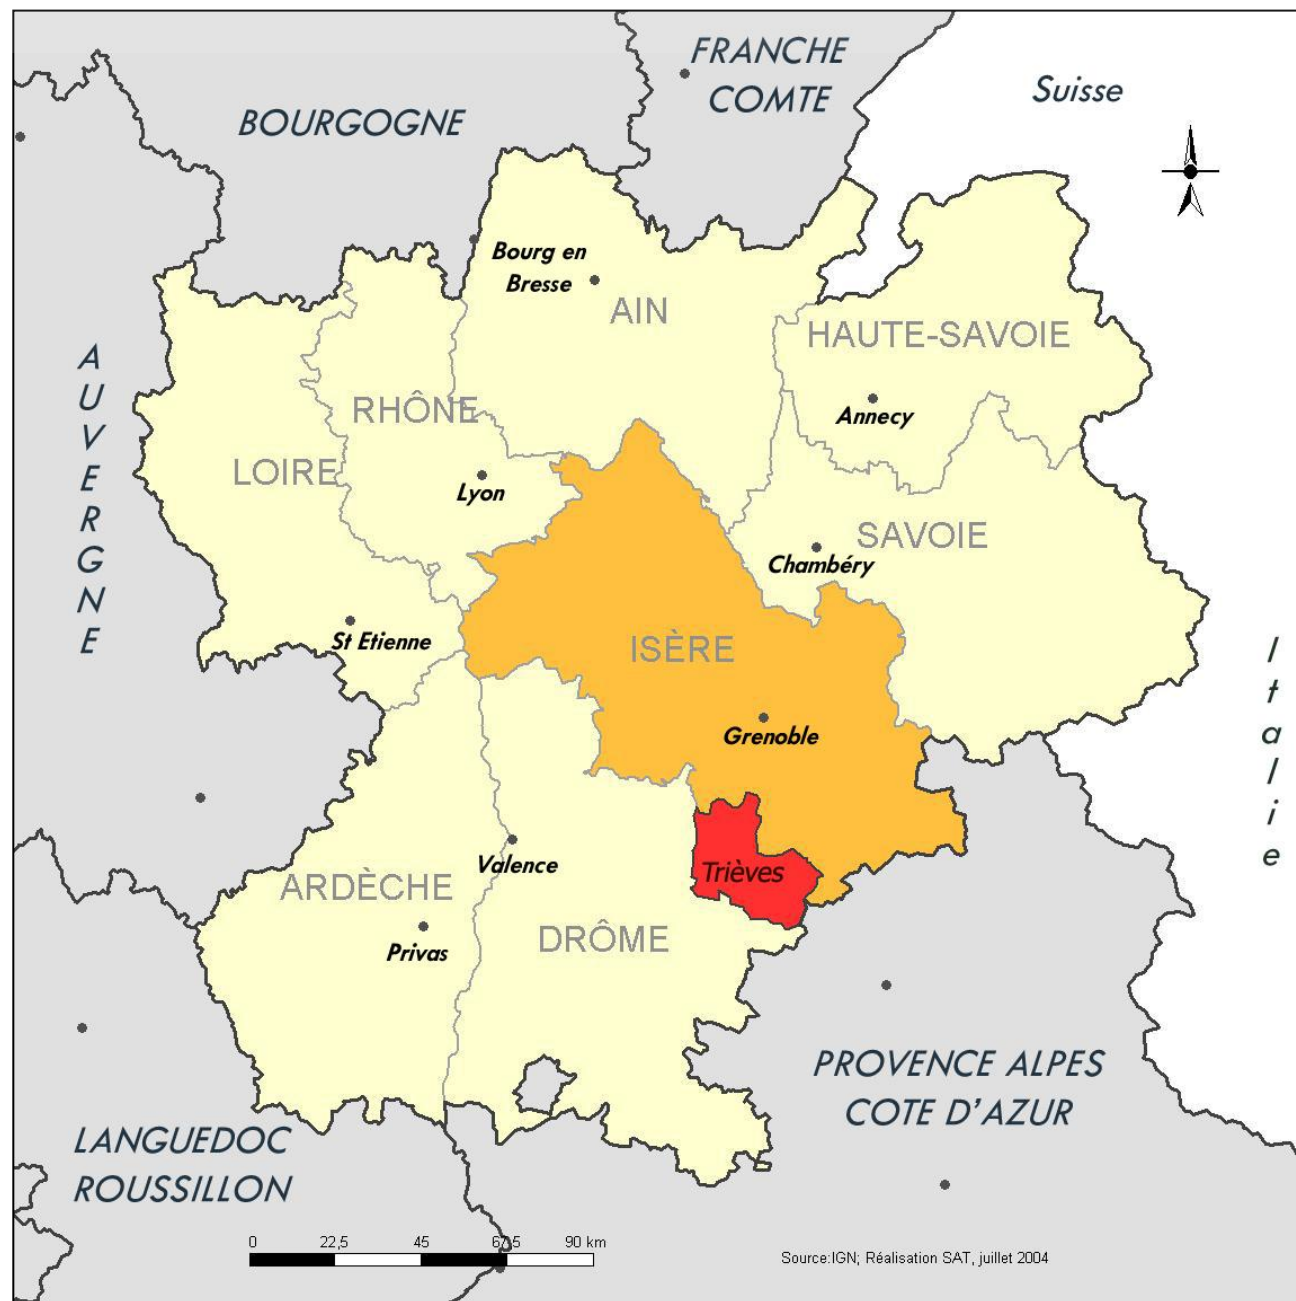 FRANCHE
COMTE
Suisse
BOURGOGNE
Bourg en
Bresse
AIN
HAUTE-SAVOIE
AUVERGNE
RHÔNE
Annecy
LOIRE
Lyon
SAVOIE
Chambéry
St Etienne
ISÈRE
Italie
Grenoble
Valence
Trièves
ARDÈCHE
Privas
DRÔME
PROVENCE ALPES
COTE D'AZUR
LANGUEDOC
ROUSSILLON
0 22,5 45 67,5 90 km
Source:IGN; Réalisation SAT, juillet 2004